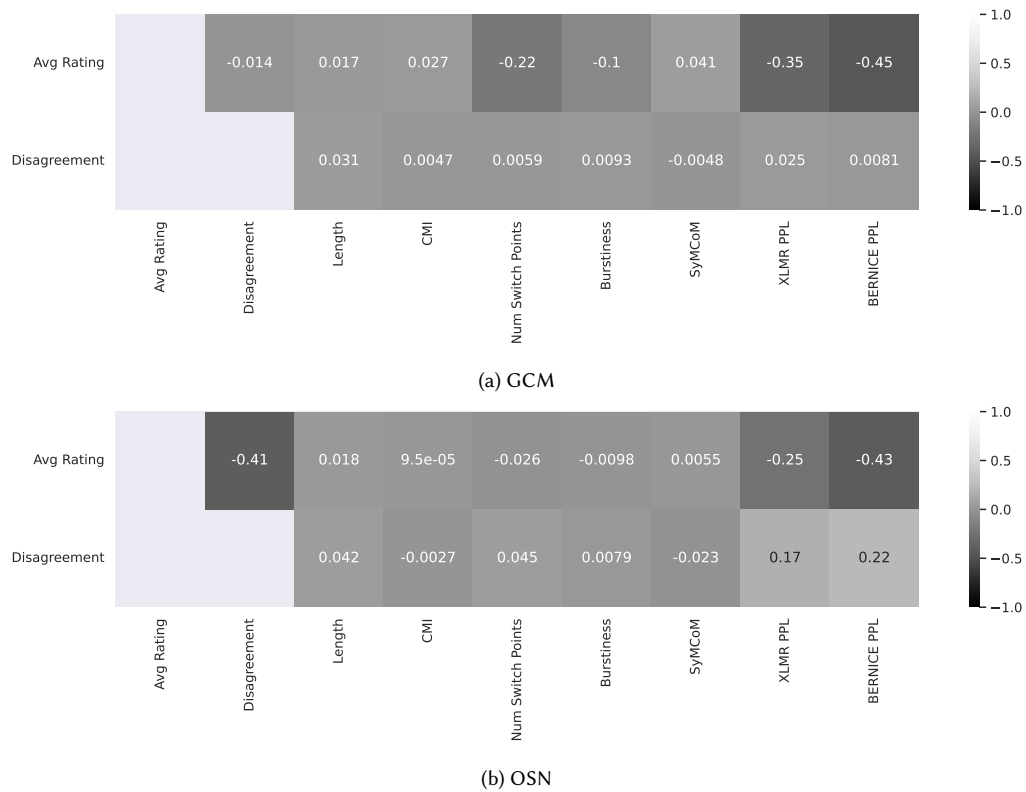 Avg Rating
-0.014 0.017 0.027 -0.22 -0.1 0.041 -0.35 -0.45
Disagreement
0.031 0.0047 0.0059 0.0093 -0.0048 0.025 0.0081
1.0
0.5
0.0
−0.5
−1.0
Avg Rating
Disagreement
Length
CMI
Num Switch Points
Burstiness
SyMCoM
XLMR PPL
BERNICE PPL
(a) GCM
Avg Rating
-0.41 0.018 9.5e-05 -0.026 -0.0098 0.0055 -0.25 -0.43
Disagreement
0.042 -0.0027 0.045 0.0079 -0.023 0.17 0.22
1.0
0.5
0.0
−0.5
−1.0
Avg Rating
Disagreement
Length
CMI
Num Switch Points
Burstiness
SyMCoM
XLMR PPL
BERNICE PPL
(b) OSN